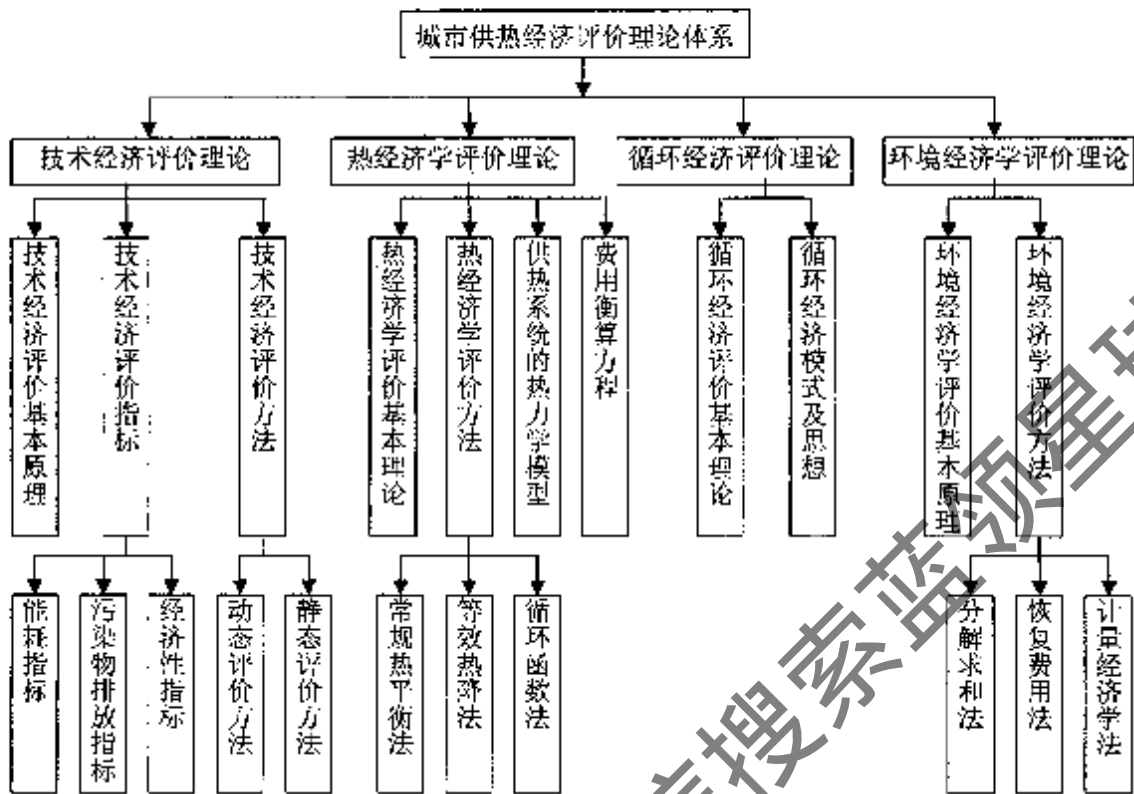 城市供热经济评价理论体系
技术经济评价理论
热经济学评价理论
循环经济评价理论
环境经济学评价理论
技术经济评价基本原理
技术经济评价指标
技术经济评价方法
热经济学评价基本理论
热经济学评价方法
供热系统的热力学模型
费用衡算方程
循环经济评价基本理论
循环经济模式及思想
环境经济学评价基本原理
环境经济学评价方法
能耗指标
污染物排放指标
经济性指标
动态评价方法
静态评价方法
常规热平衡法
等效热降法
循环函数法
分解求和法
恢复费用法
计量经济学法
搜索蓝领星球